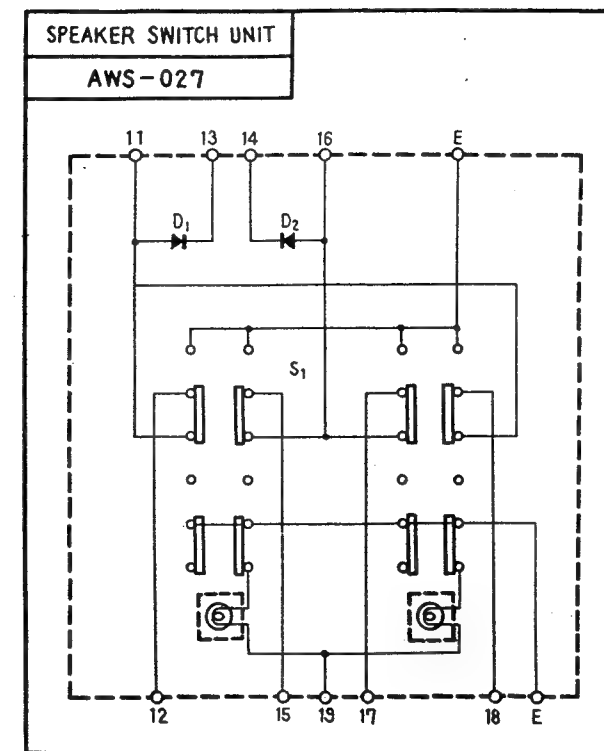 SPEAKER SWITCH UNIT
AWS-027
11 13 14 16 E
D₁ D₂
S₁
12 15 19 17 18 E